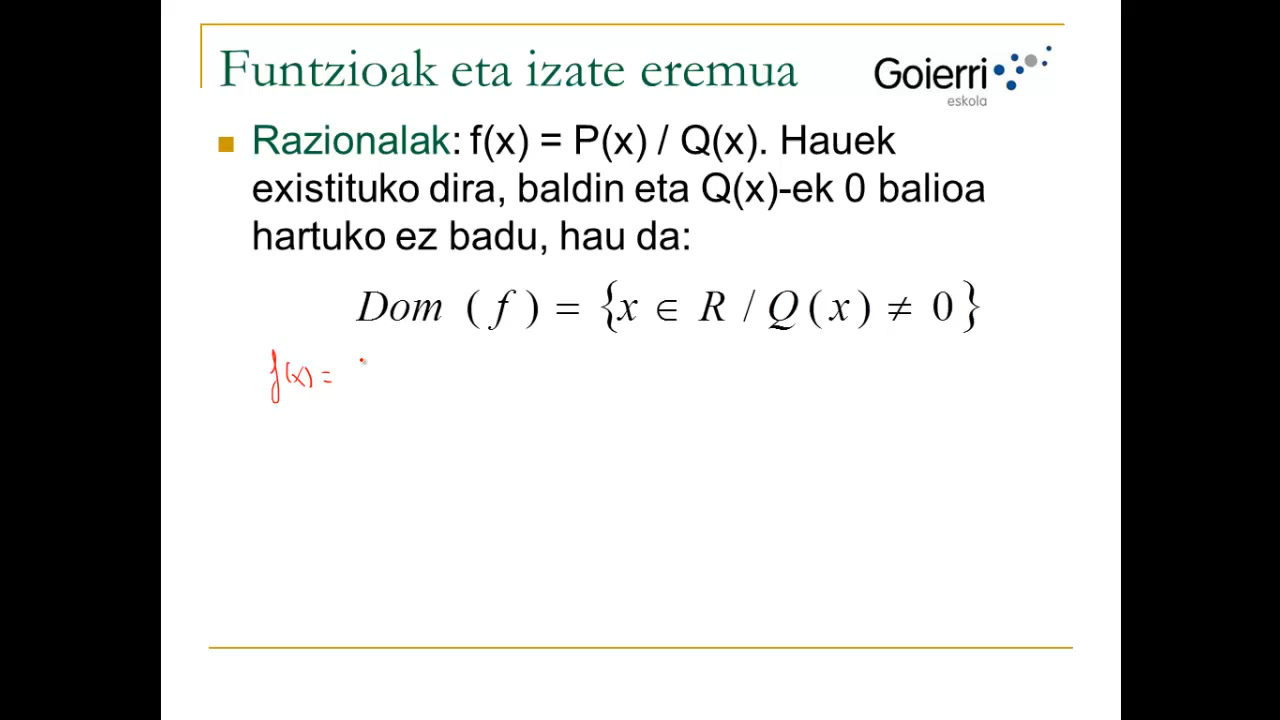 Funtzioak eta izate eremua
Goierri
eskola
Razionalak: f(x) = P(x) / Q(x). Hauek
existituko dira, baldin eta Q(x)-ek 0 balioa
hartuko ez badu, hau da:
Dom (f) = {x ∈ R / Q(x) ≠ 0}
f(x) =